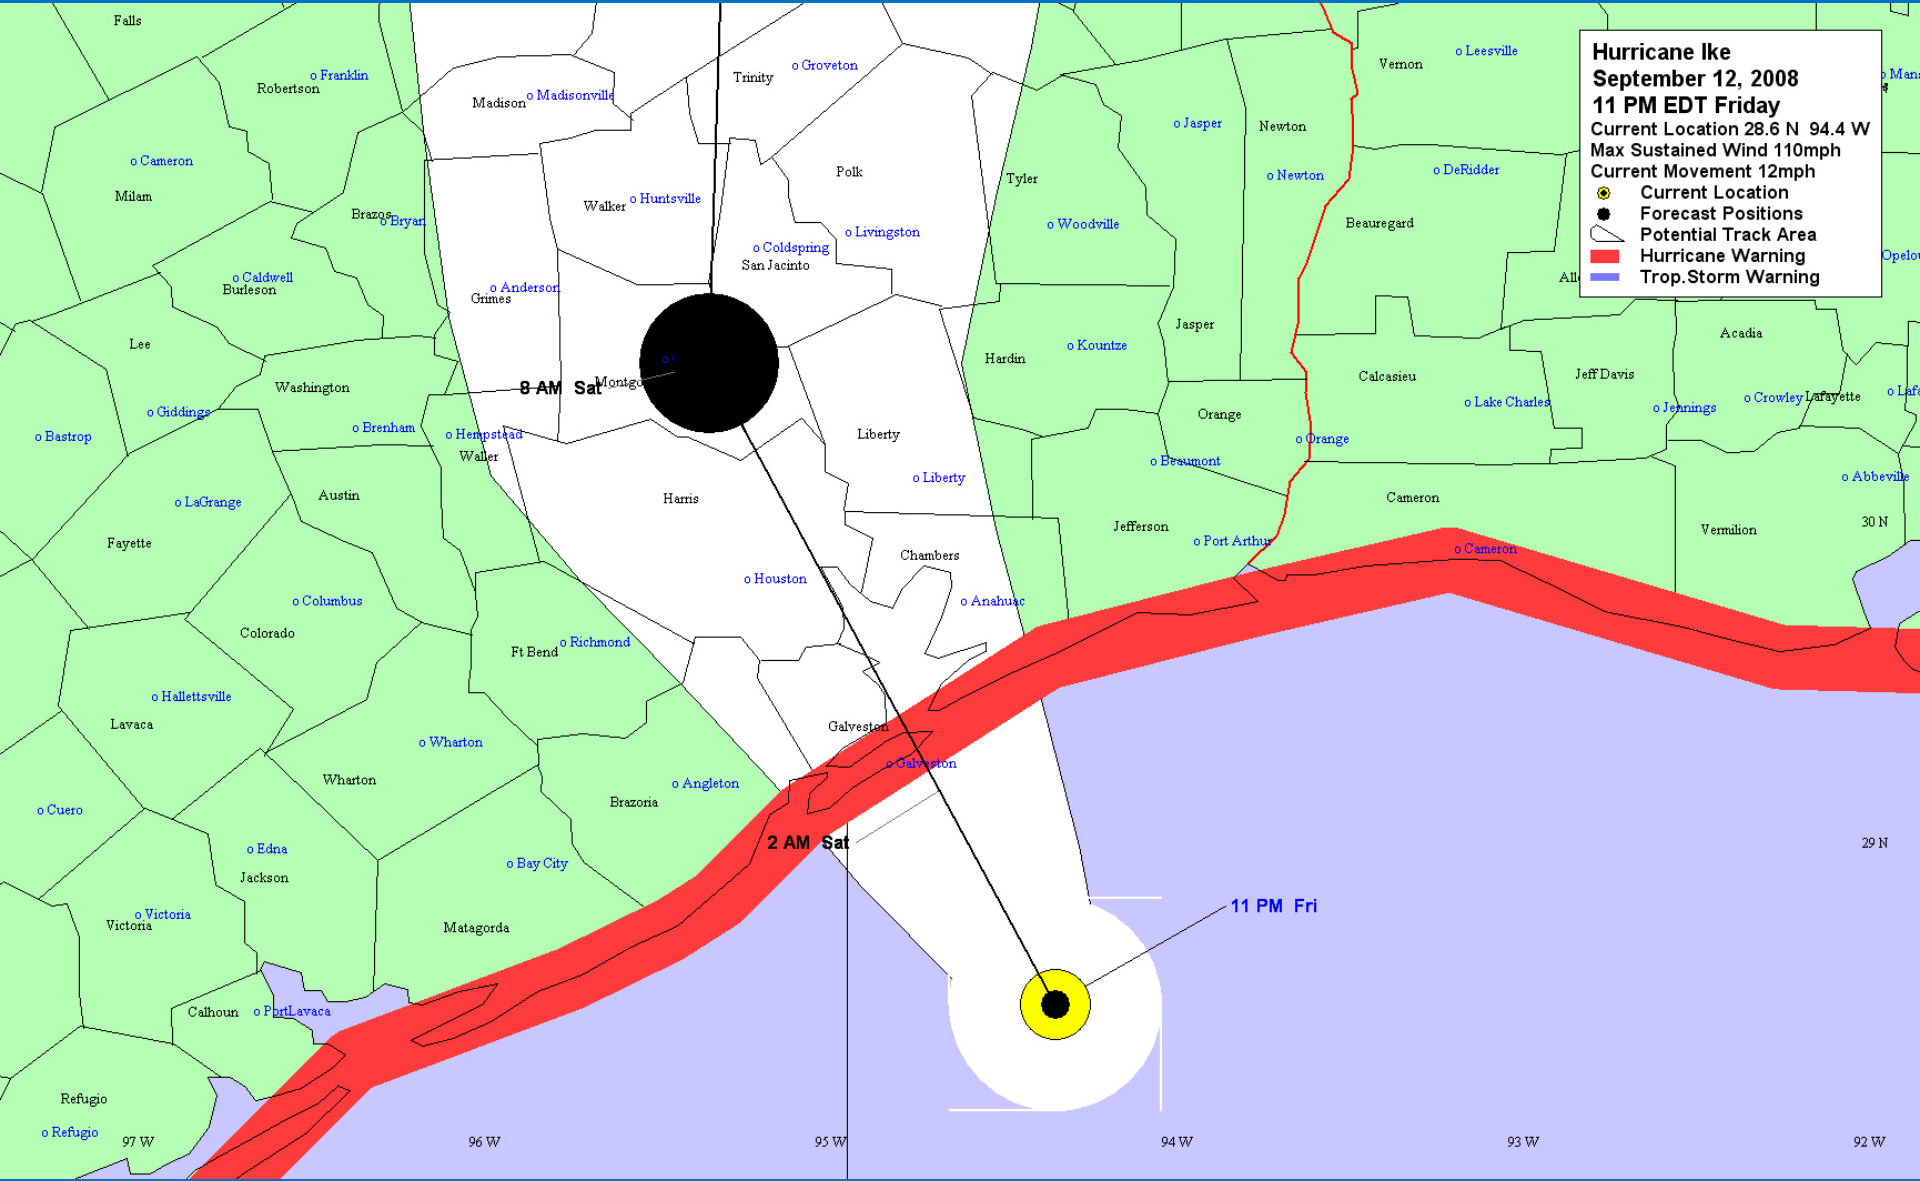 Falls
Robertson
Franklin
Madison
Madisonville
Trinity
Groveton
Vernon
Leesville
Hurricane Ike
September 12, 2008
11 PM EDT Friday
Current Location 28.6 N 94.4 W
Max Sustained Wind 110mph
Current Movement 12mph
Current Location
Forecast Positions
Potential Track Area
Hurricane Warning
Trop.Storm Warning
Cameron
Milam
Brazos
Bryan
Walker
Huntsville
Polk
Livingston
Coldspring
San Jacinto
Tyler
Woodville
Jasper
Newton
Newton
DeRidder
Beauregard
Caldwell
Burleson
Anderson
Grimes
Lee
Washington
Giddings
Brenham
Bastrop
8 AM Sat
Hempstead
Waller
Liberty
Liberty
Hardin
Kountze
Jasper
Orange
Orange
Beaumont
Calcasieu
Lake Charles
Jeff Davis
Jennings
Acadia
Crowley
Lafayette
Abbeville
Austin
LaGrange
Fayette
Harris
Houston
Chambers
Anahuac
Jefferson
Port Arthur
Cameron
Cameron
Vermilion
30 N
Columbus
Colorado
Ft Bend
Richmond
Hallettsville
Lavaca
Wharton
Wharton
Galveston
Galveston
Brazoria
Angleton
2 AM Sat
29 N
Cuero
Edna
Jackson
Bay City
Matagorda
Victoria
Victoria
11 PM Fri
Calhoun
PortLavaca
Refugio
Refugio
97 W
96 W
95 W
94 W
93 W
92 W